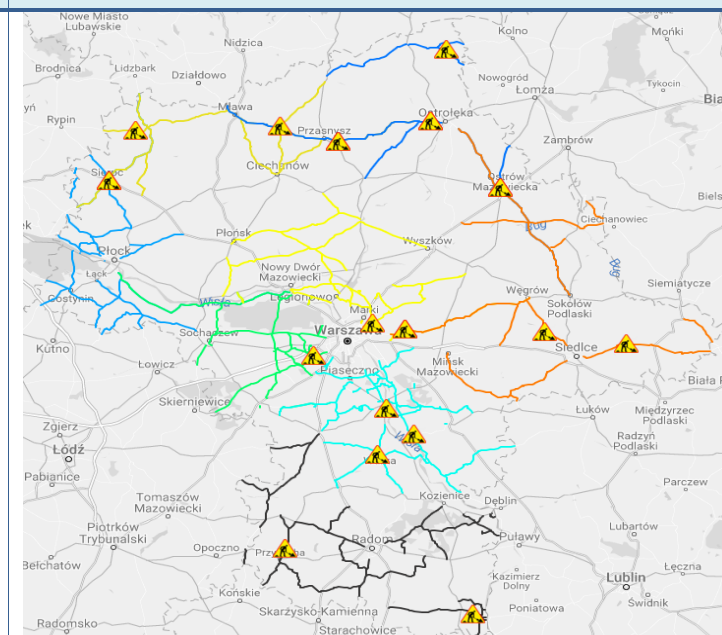 Nowe Miasto
Lubawskie
Nidzica
Kolno
Mońki
Brodnica
Lidzbark
Działdowo
Nowogród
Łomża
Tykocin
Rypin
Mława
Przasnysz
Ostrołęka
Zambrów
Ciechanów
Ostrów
Mazowiecka
Ciechanowiec
Płońsk
Wyszków
Bug
Bug
Płock
Łąck
Nowy Dwór
Mazowiecki
Legionowo
Węgrów
Siemiatycze
Gostynin
Wisła
Sochaczew
Marki
Sokołów
Podlaski
Kutno
Łowicz
Piaseczno
Mińsk
Mazowiecki
Siedlce
Skierniewice
Łuków
Międzyrzec
Podlaski
Zgierz
Łódź
Radzyń
Podlaski
Pabianice
Tomaszów
Mazowiecki
Kozienice
Dęblin
Parczew
Piotrków
Trybunalski
Opoczno
Radom
Puławy
Lubartów
Bełchatów
Kazimierz
Dolny
Lublin
Łęczna
Świdnik
Końskie
Poniatowa
Radomsko
Skarżysko-Kamienna
Starachowice